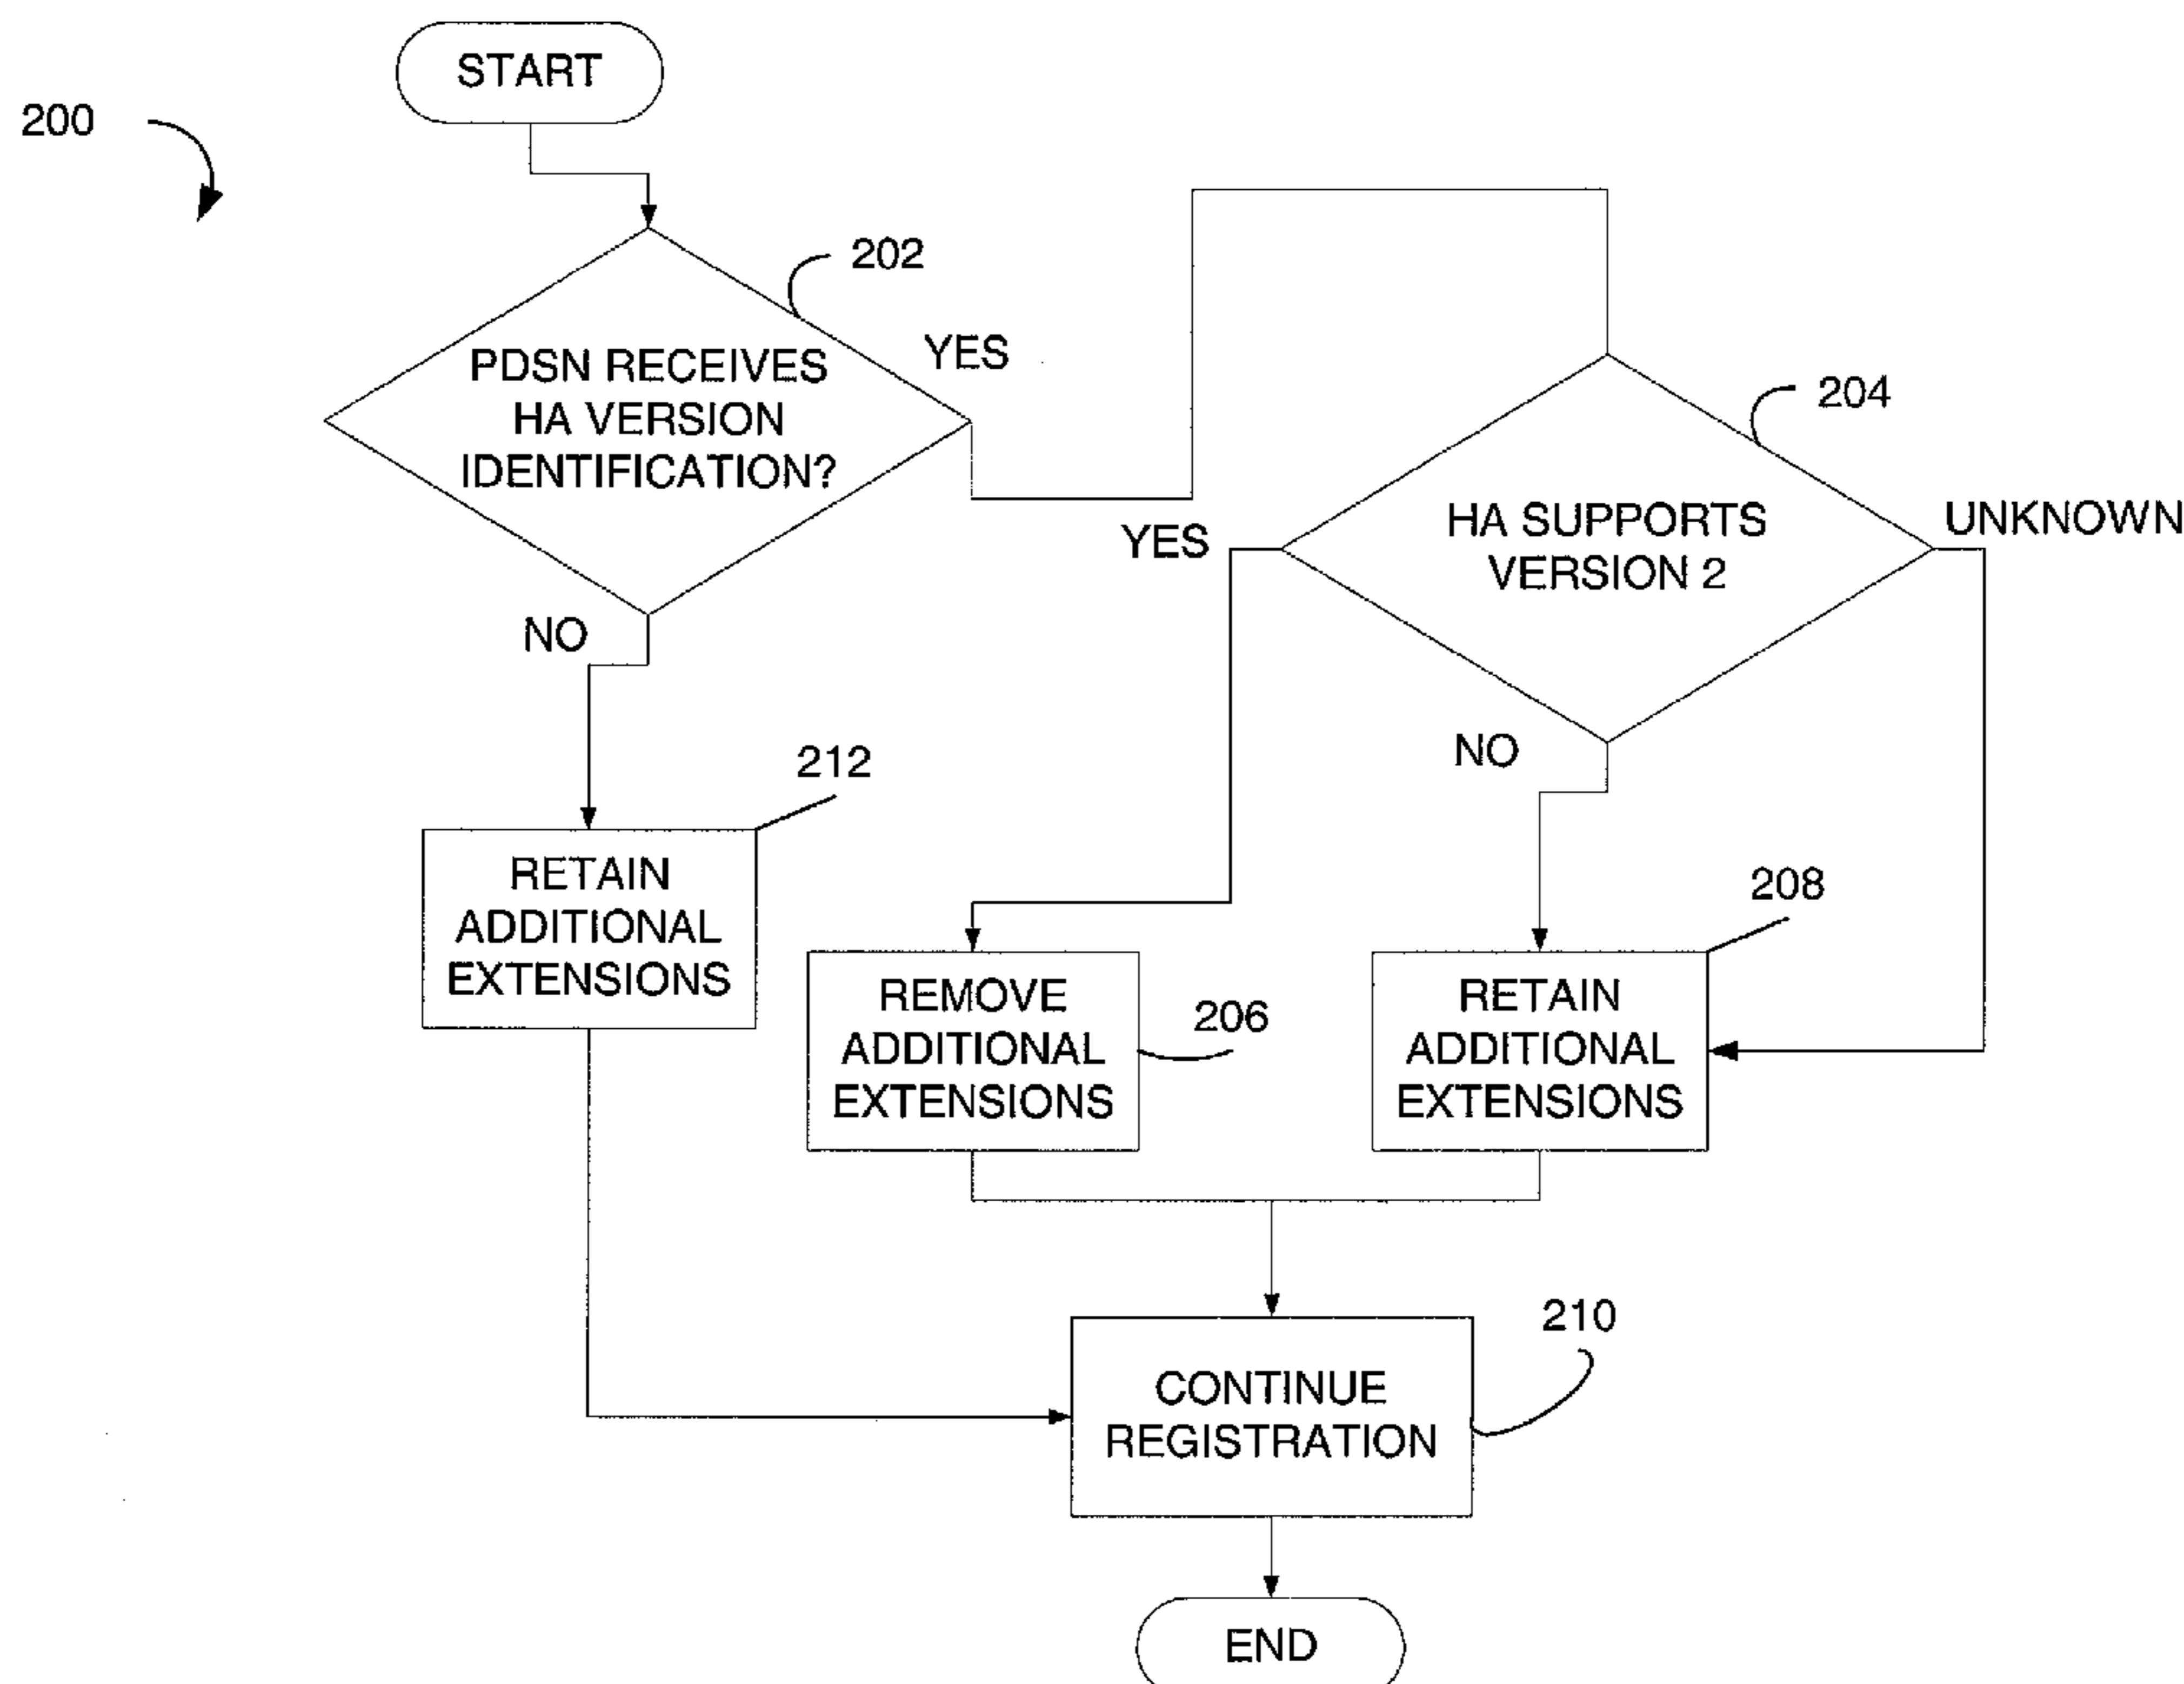 START
200
202
PDSN RECEIVES
HA VERSION
IDENTIFICATION?
YES
204
HA SUPPORTS
VERSION 2
YES
UNKNOWN
NO
NO
212
RETAIN
ADDITIONAL
EXTENSIONS
206
REMOVE
ADDITIONAL
EXTENSIONS
208
RETAIN
ADDITIONAL
EXTENSIONS
210
CONTINUE
REGISTRATION
END